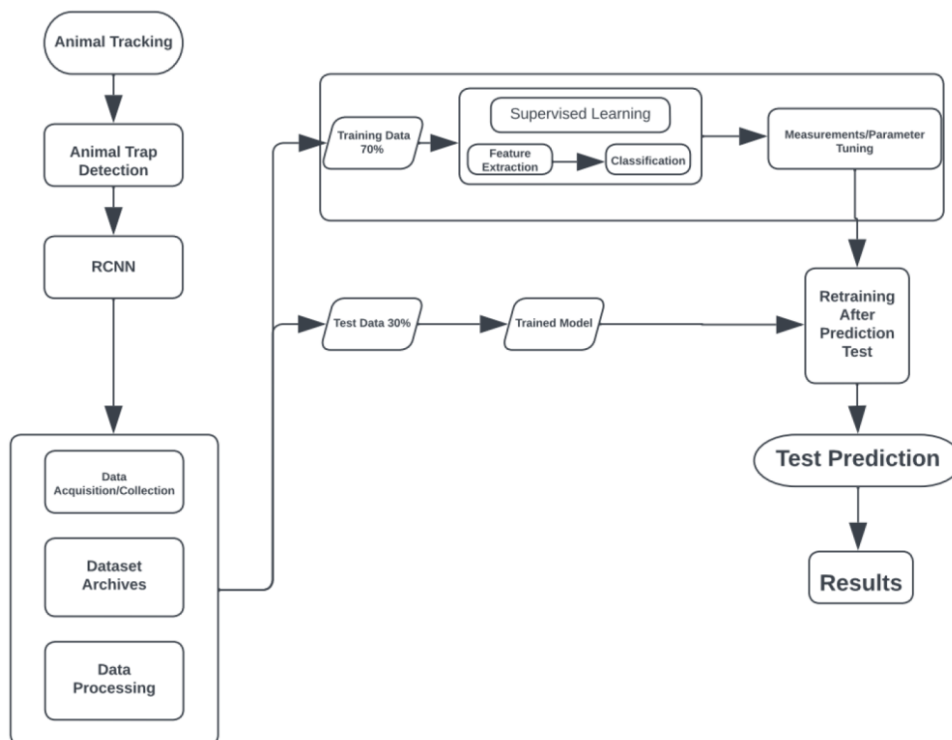 Animal Tracking
Animal Trap
Detection
RCNN
Data
Acquisition/Collection
Dataset
Archives
Data
Processing
Training Data
70%
Supervised Learning
Feature
Extraction
Classification
Measurements/Parameter
Tuning
Test Data 30%
Trained Model
Retraining
After
Prediction
Test
Test Prediction
Results